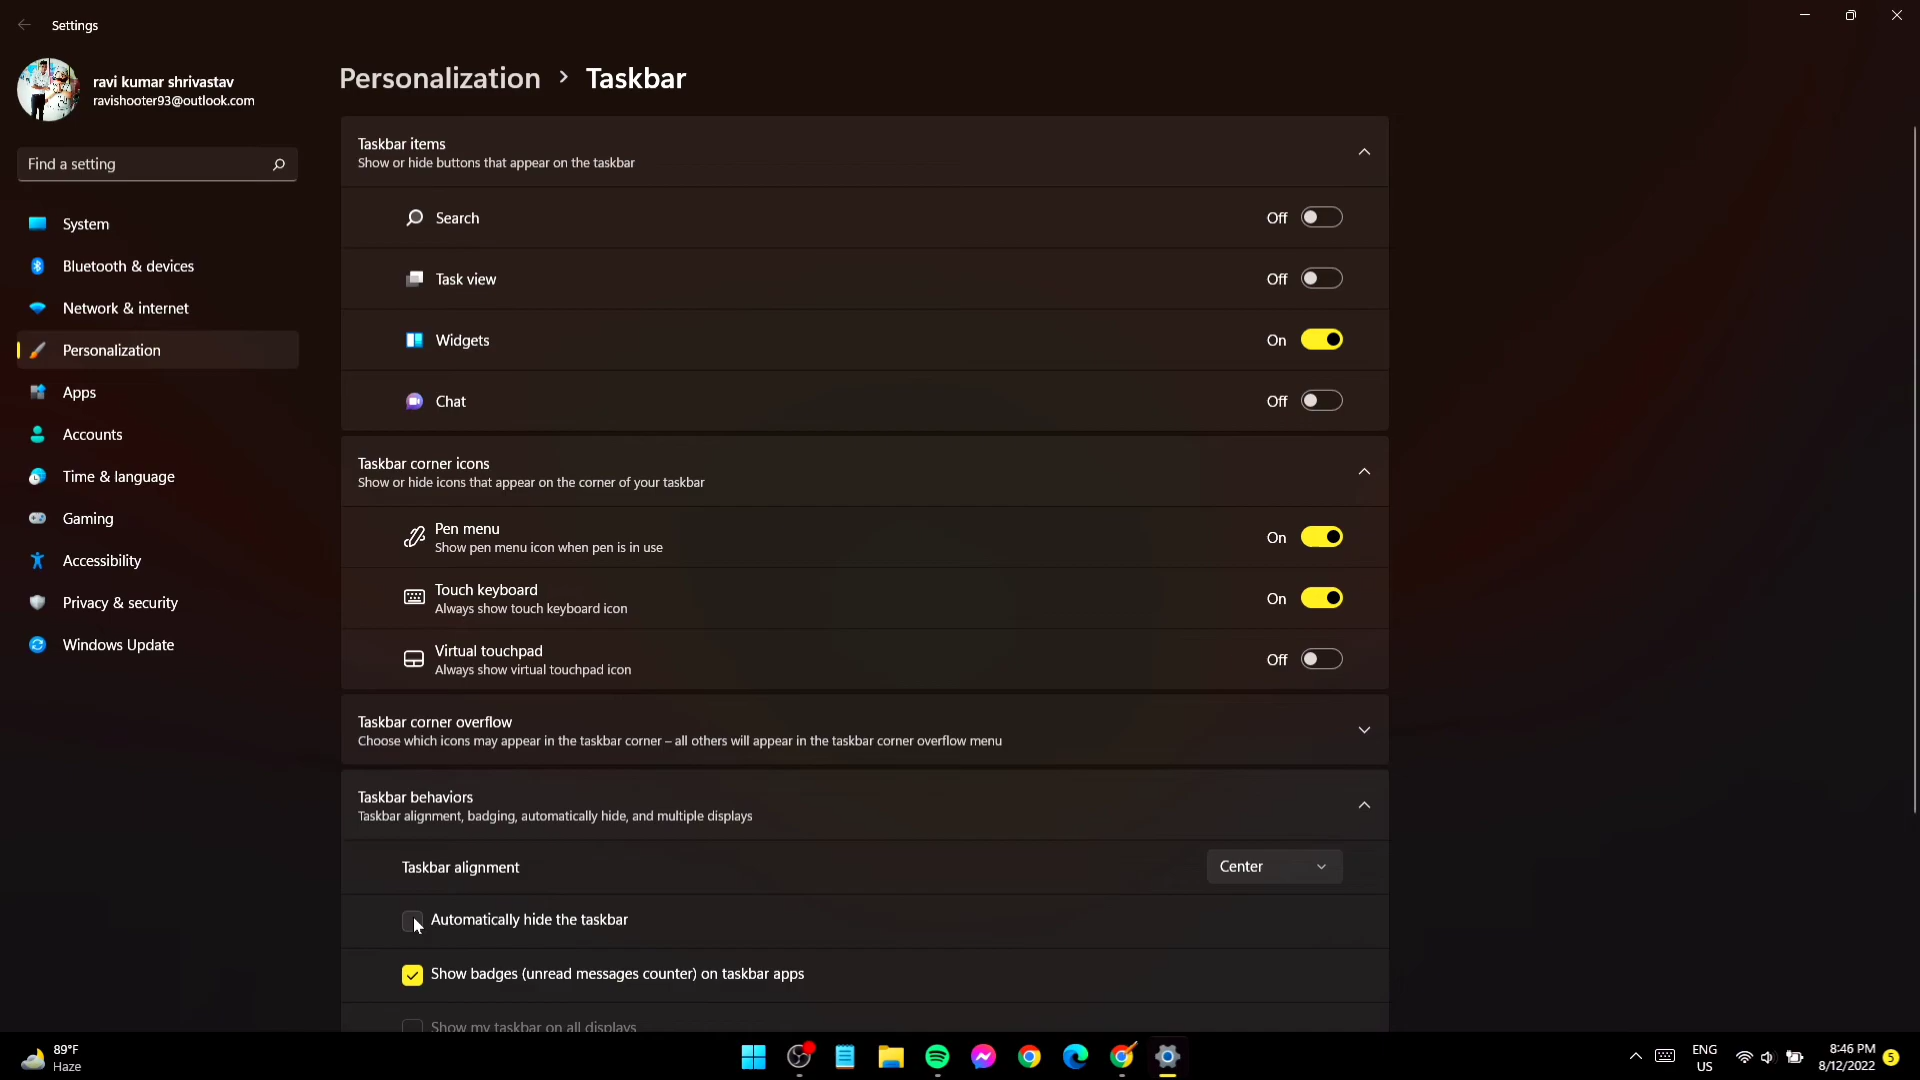 Settings
ravi kumar shrivastav
ravishooter93@outlook.com
Find a setting
System
Bluetooth & devices
Network & internet
Personalization
Apps
Accounts
Time & language
Gaming
Accessibility
Privacy & security
Windows Update
Personalization > Taskbar
Taskbar items
Show or hide buttons that appear on the taskbar
Search Off
Task view Off
Widgets On
Chat Off
Taskbar corner icons
Show or hide icons that appear on the corner of your taskbar
Pen menu
Show pen menu icon when pen is in use
On
Touch keyboard
Always show touch keyboard icon
On
Virtual touchpad
Always show virtual touchpad icon
Off
Taskbar corner overflow
Choose which icons may appear in the taskbar corner – all others will appear in the taskbar corner overflow menu
Taskbar behaviors
Taskbar alignment, badging, automatically hide, and multiple displays
Taskbar alignment Center
Automatically hide the taskbar
Show badges (unread messages counter) on taskbar apps
Show my taskbar on all displays
89°F
Haze
ENG
US
8:46 PM
8/12/2022
5